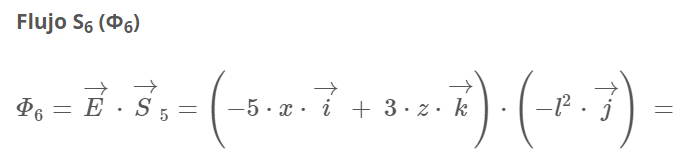 Flujo S₆ (Φ₆)
Φ₆ = E⃗ · S⃗ ₅ = (−5 · x · i⃗ + 3 · z · k⃗) · (−l² · j⃗) =